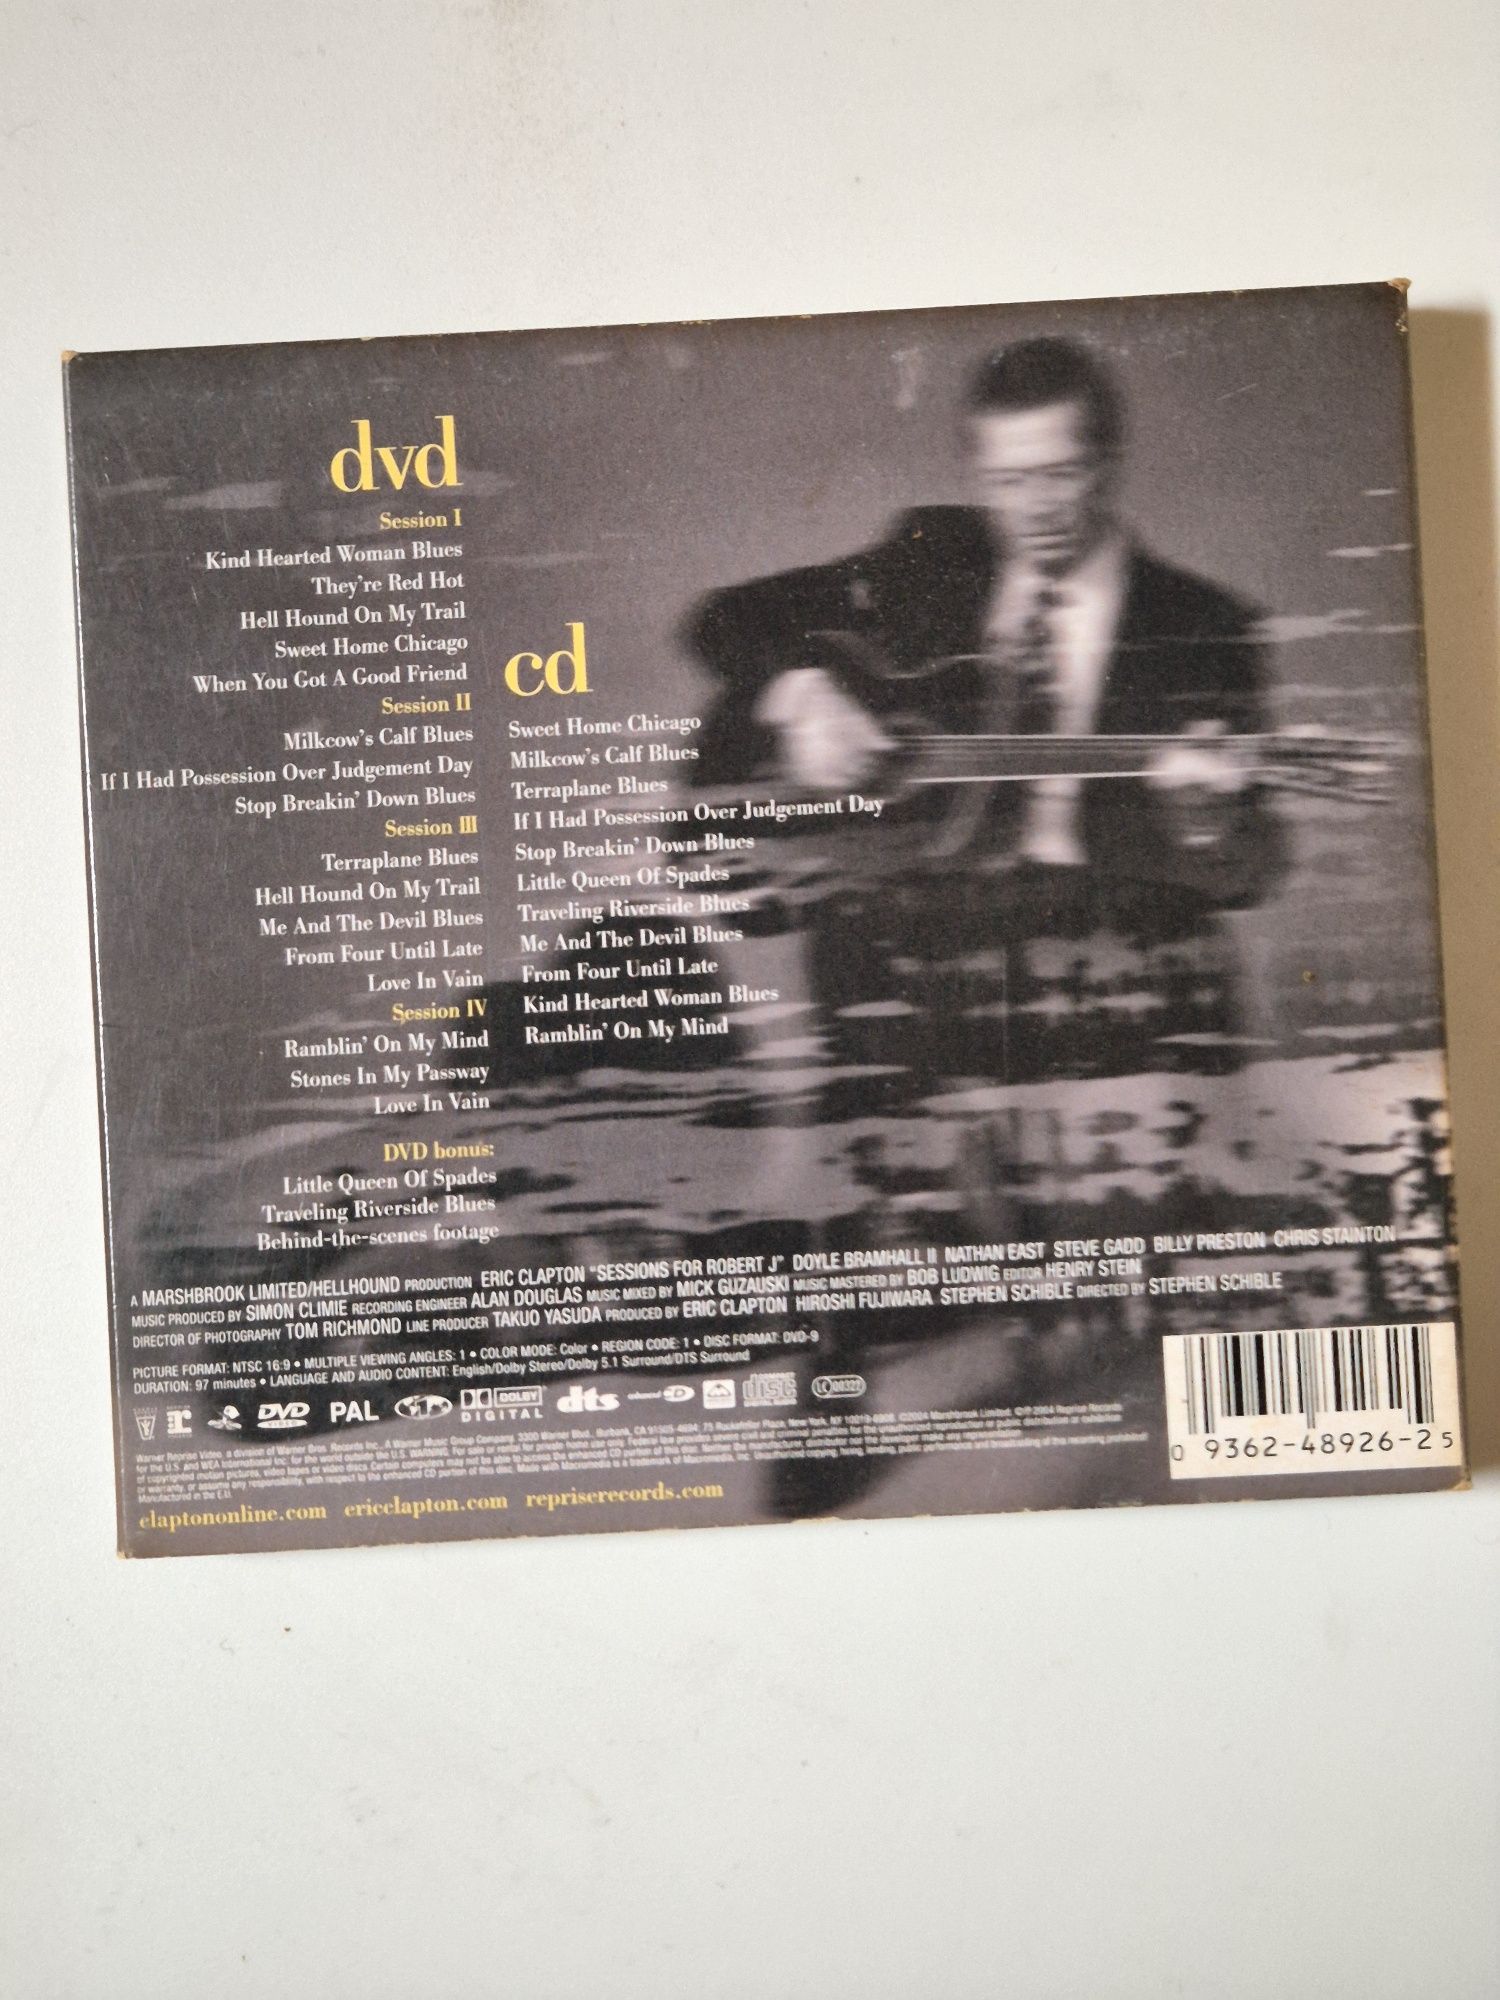 dvd
Session I
Kind Hearted Woman Blues
They're Red Hot
Hell Hound On My Trail
Sweet Home Chicago
When You Got A Good Friend
Session II
Milkcow's Calf Blues
If I Had Possession Over Judgement Day
Stop Breakin' Down Blues
Session III
Terraplane Blues
Hell Hound On My Trail
Me And The Devil Blues
From Four Until Late
Love In Vain
Session IV
Ramblin' On My Mind
Stones In My Passway
Love In Vain
DVD bonus:
Little Queen Of Spades
Traveling Riverside Blues
Behind-the-scenes footage
cd
Sweet Home Chicago
Milkcow's Calf Blues
Terraplane Blues
If I Had Possession Over Judgement Day
Stop Breakin' Down Blues
Little Queen Of Spades
Traveling Riverside Blues
Me And The Devil Blues
From Four Until Late
Kind Hearted Woman Blues
Ramblin' On My Mind
A MARSHBROOK LIMITED/HELLHOUND PRODUCTION ERIC CLAPTON "SESSIONS FOR ROBERT J" DOYLE BRAMHALL II NATHAN EAST STEVE GADD BILLY PRESTON CHRIS STAINTON
MUSIC PRODUCED BY SIMON CLIMIE RECORDING ENGINEER ALAN DOUGLAS MUSIC MIXED BY MICK GUZAUSKI MUSIC MASTERED BY BOB LUDWIG EDITOR HENRY STEIN
DIRECTOR OF PHOTOGRAPHY TOM RICHMOND LINE PRODUCER TAKUO YASUDA PRODUCED BY ERIC CLAPTON HIROSHI FUJIWARA STEPHEN SCHIBLE DIRECTED BY STEPHEN SCHIBLE
PICTURE FORMAT: NTSC 16:9 • MULTIPLE VIEWING ANGLES: 1 • COLOR MODE: Color • REGION CODE: 1 • DISC FORMAT: DVD-9
DURATION: 97 minutes • LANGUAGE AND AUDIO CONTENT: English/Dolby Stereo/Dolby 5.1 Surround/DTS Surround
DVD VIDEO PAL DOLBY DIGITAL dts enhanced CD COMPACT disc DIGITAL AUDIO LC 00322
Manufactured in the E.U.
claptononline.com ericclapton.com repriserecords.com
0 9362-48926-2 5